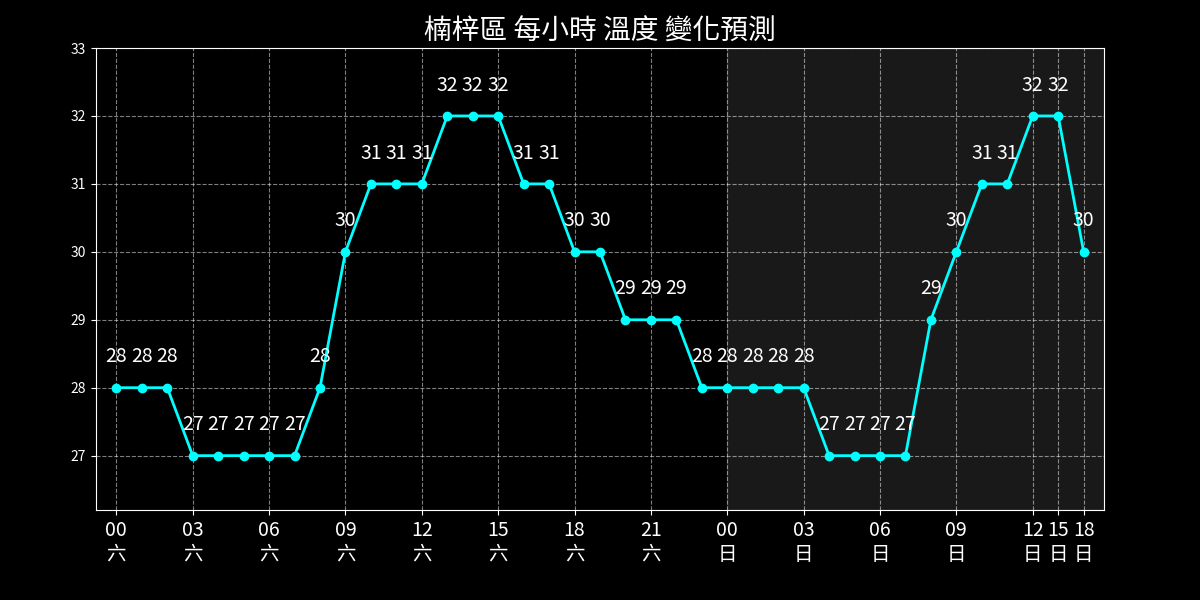 楠梓區 每小時 溫度 變化預測
33
32
31
30
29
28
27
32 32 32 32 32
31 31 31 31 31 31 31
30 30 30 30 30
29 29 29 29
28 28 28 28 28 28 28 28 28
27 27 27 27 27 27 27 27 27
00 03 06 09 12 15 18 21 00 03 06 09 12 15 18
六 六 六 六 六 六 六 六 日 日 日 日 日 日 日